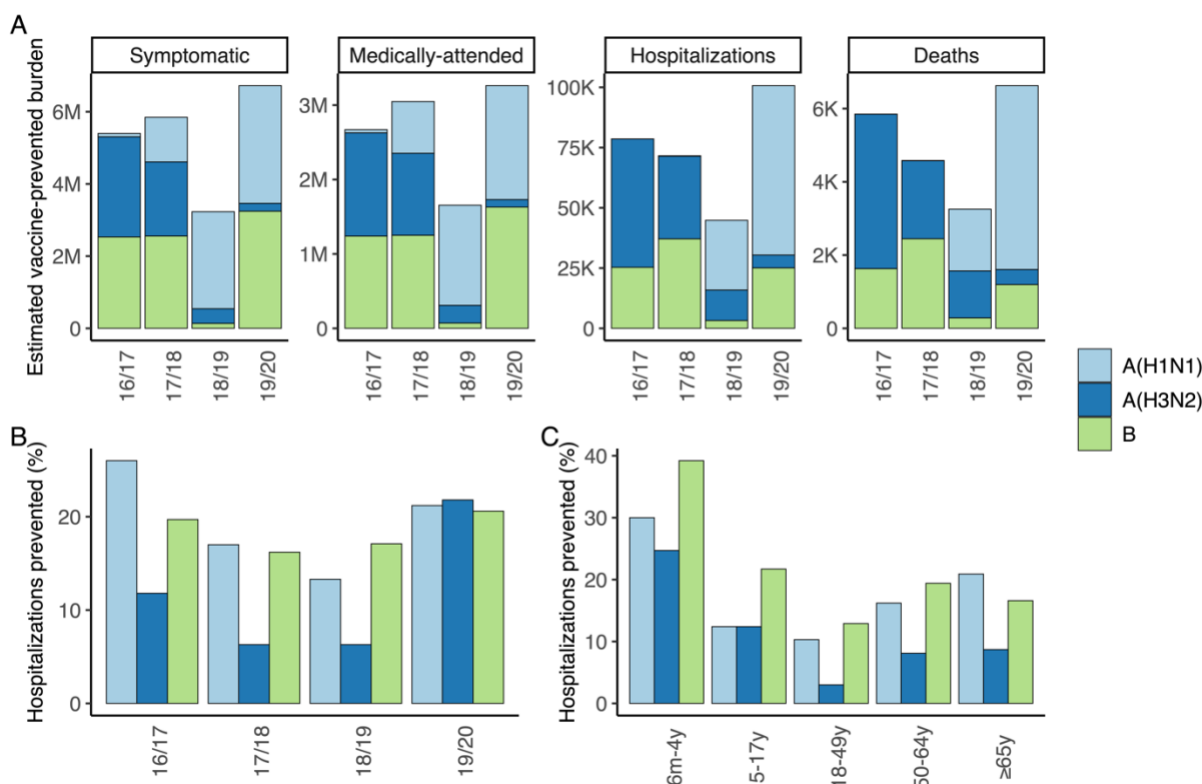 A
Symptomatic
Medically-attended
Hospitalizations
Deaths
Estimated vaccine-prevented burden
6M
4M
2M
0
3M
2M
1M
0
100K
75K
50K
25K
0
6K
4K
2K
0
16/17
17/18
18/19
19/20
16/17
17/18
18/19
19/20
16/17
17/18
18/19
19/20
16/17
17/18
18/19
19/20
A(H1N1)
A(H3N2)
B
B
Hospitalizations prevented (%)
20
10
0
16/17
17/18
18/19
19/20
C
Hospitalizations prevented (%)
40
30
20
10
0
6m-4y
5-17y
18-49y
50-64y
≥65y